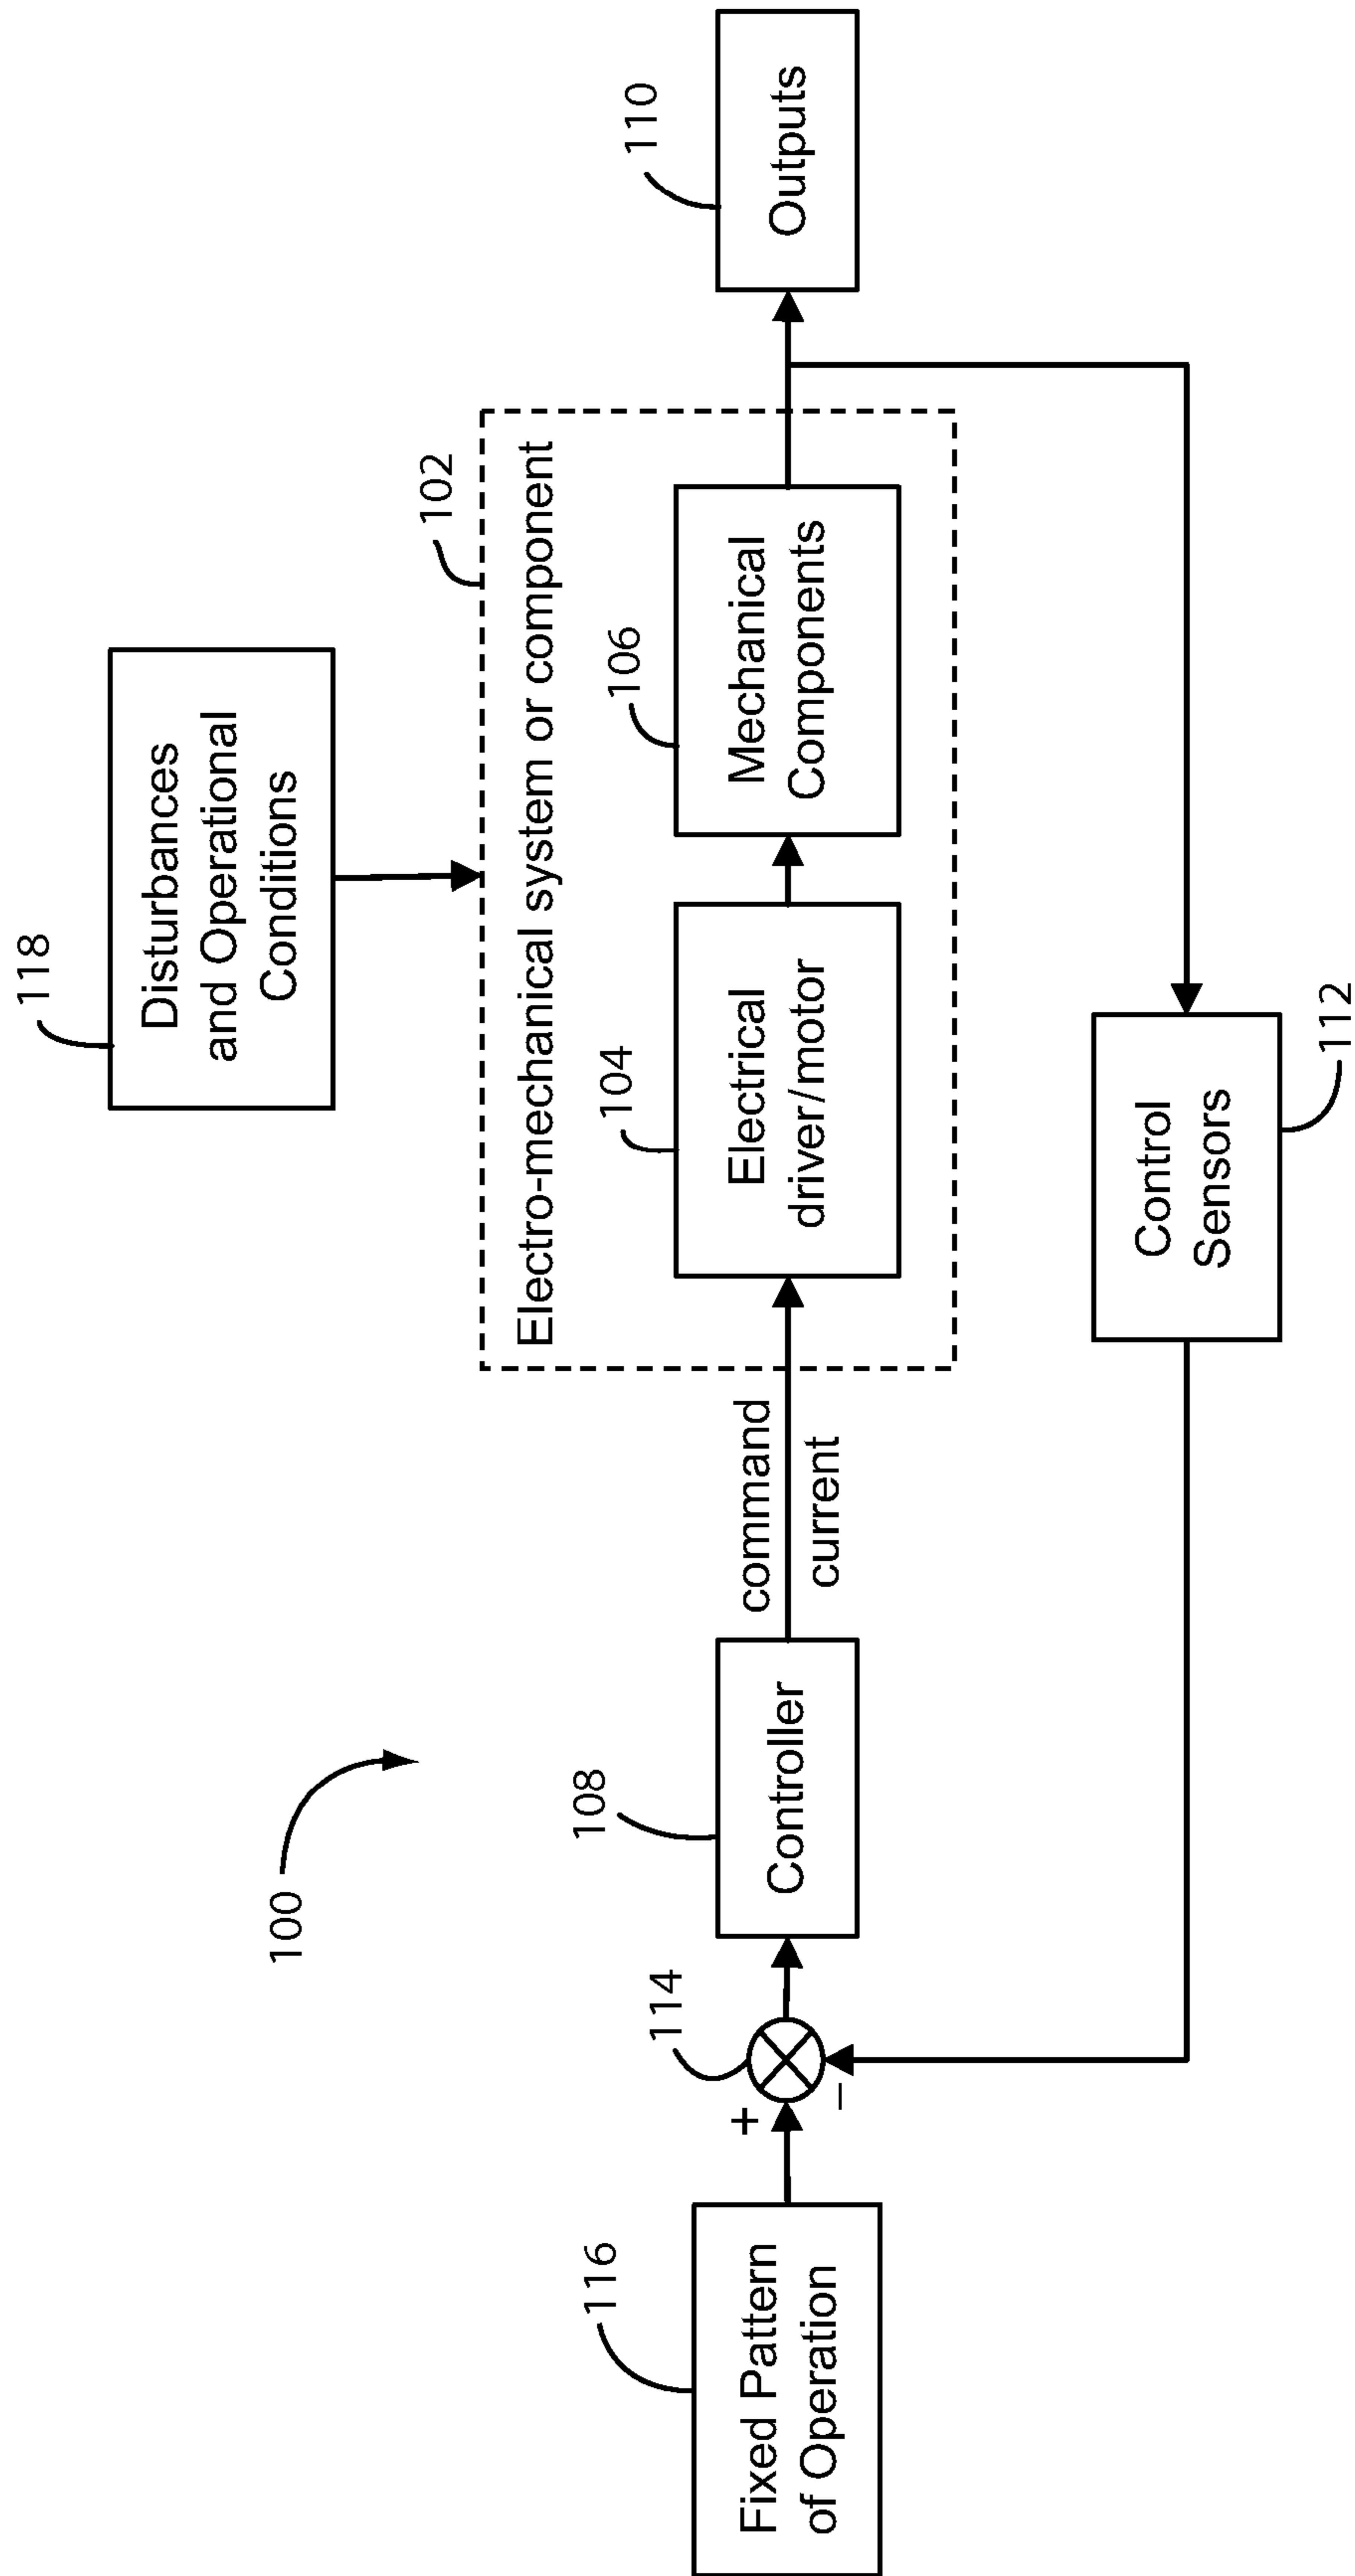 118
Disturbances
and Operational
Conditions
100
102
Electro-mechanical system or component
116
Fixed Pattern
of Operation
+
–
114
108
Controller
command
current
104
Electrical
driver/motor
106
Mechanical
Components
110
Outputs
Control
Sensors
112